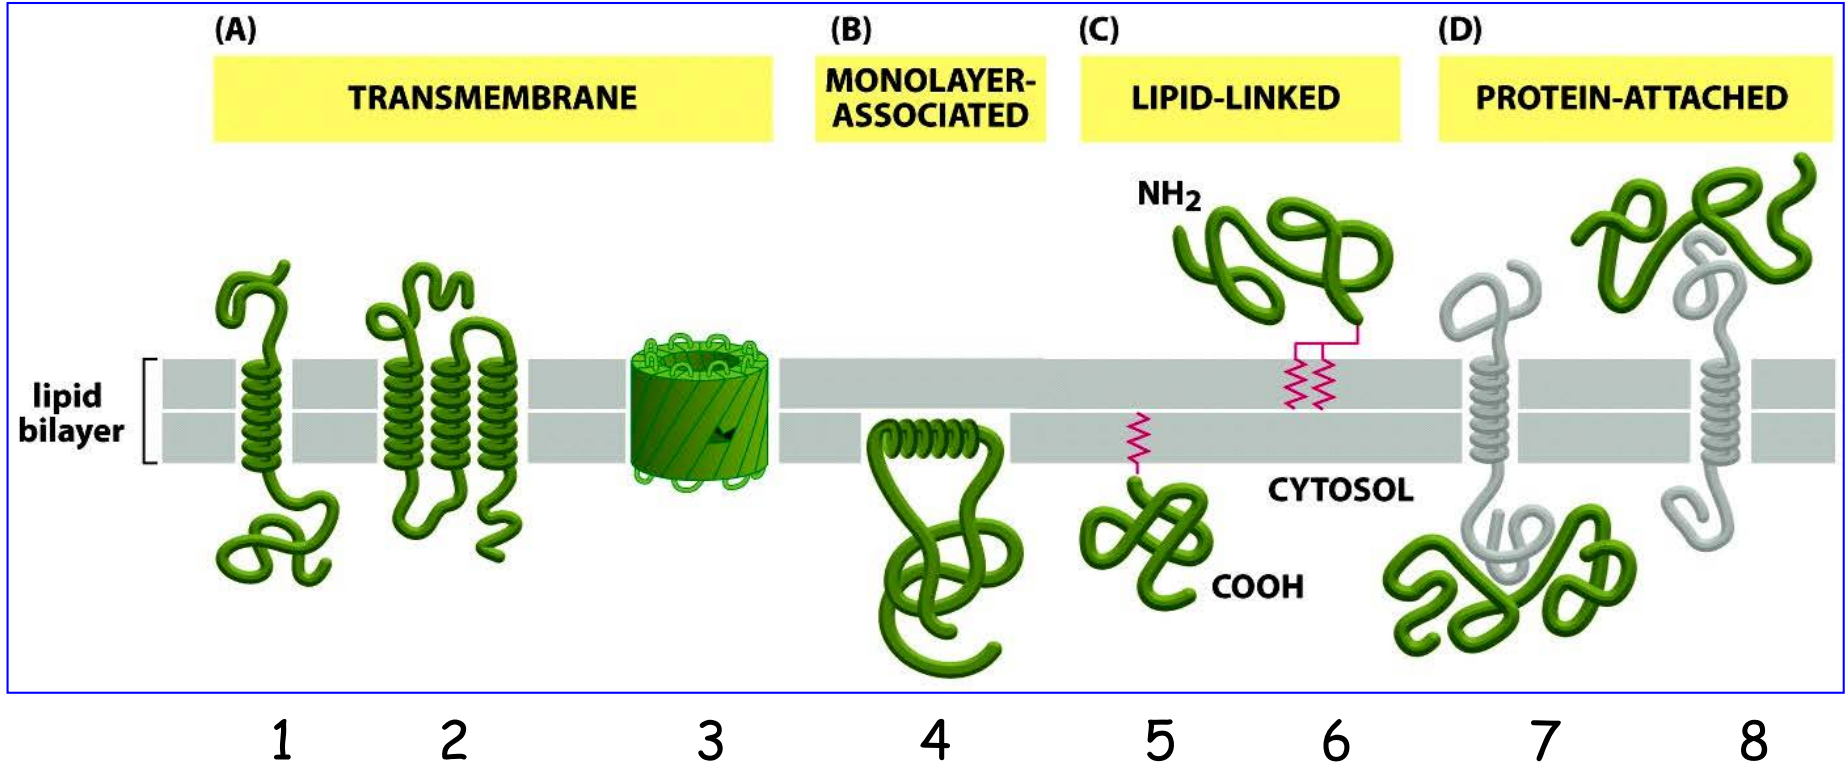 (A) (B) (C) (D)
TRANSMEMBRANE
MONOLAYER-
ASSOCIATED
LIPID-LINKED
PROTEIN-ATTACHED
NH2
lipid
bilayer
CYTOSOL
COOH
1 2 3 4 5 6 7 8